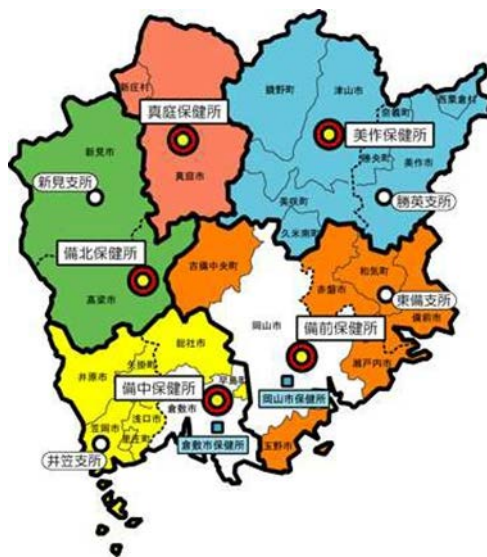 新庄村
真庭保健所
真庭市
鏡野町
津山市
奈義町
西粟倉村
美作保健所
勝央町
美作市
美咲町
久米南町
勝英支所
新見市
新見支所
備北保健所
高梁市
吉備中央町
岡山市
赤磐市
和気町
東備支所
備前市
備前保健所
瀬戸内市
岡山市保健所
総社市
井原市
矢掛町
備中保健所
早島町
倉敷市
浅口市
笠岡市
里庄町
倉敷市保健所
玉野市
井笠支所